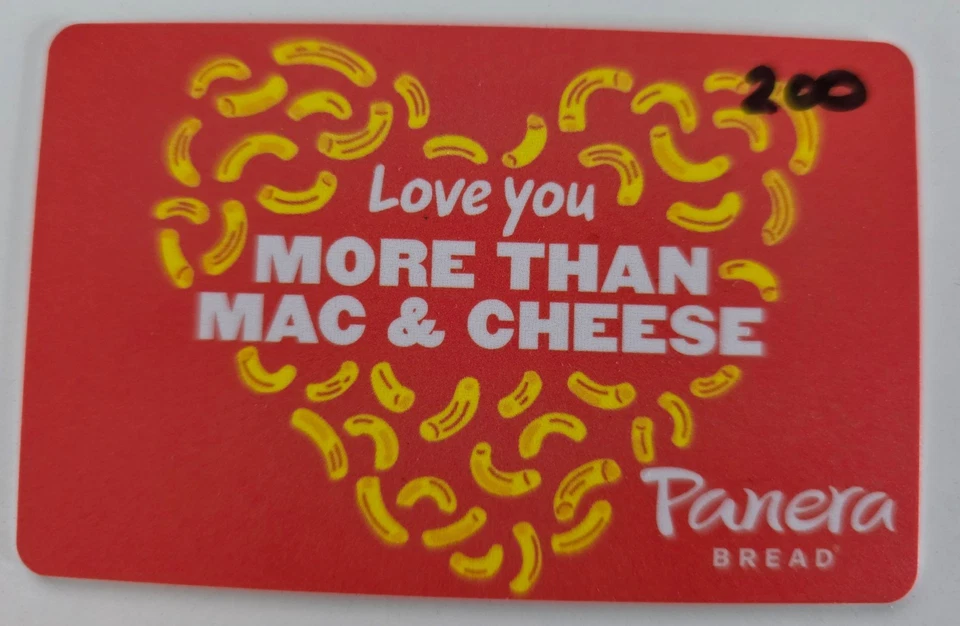 200
Love you
MORE THAN
MAC & CHEESE
Panera
BREAD